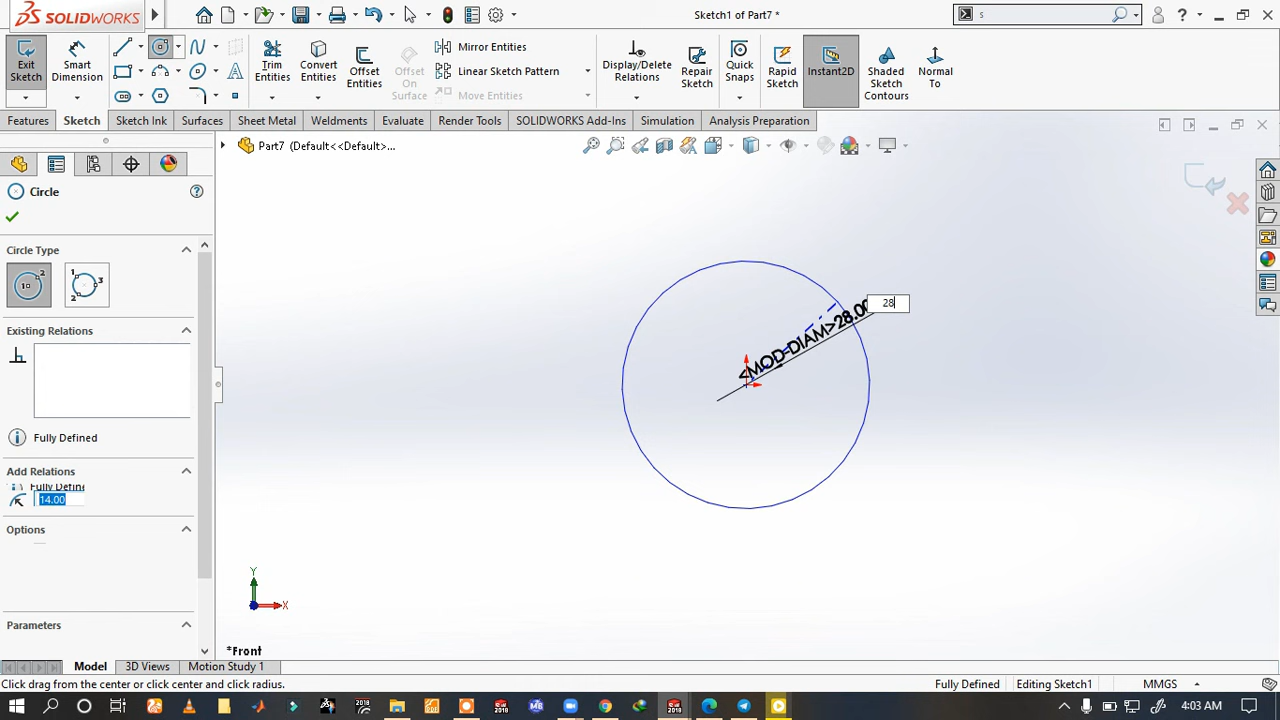 SOLIDWORKS
Sketch1 of Part7 *
s
?
Exit Sketch
Smart Dimension
Trim Entities
Convert Entities
Offset Entities
Offset On Surface
Mirror Entities
Linear Sketch Pattern
Move Entities
Display/Delete Relations
Repair Sketch
Quick Snaps
Rapid Sketch
Instant2D
Shaded Sketch Contours
Normal To
Features
Sketch
Sketch Ink
Surfaces
Sheet Metal
Weldments
Evaluate
Render Tools
SOLIDWORKS Add-Ins
Simulation
Analysis Preparation
Part7 (Default<<Default>...
Circle
Circle Type
Existing Relations
Fully Defined
Add Relations
14.00
Options
Parameters
<MOD-DIAM>28.00
28
Y
X
*Front
Model
3D Views
Motion Study 1
Click drag from the center or click center and click radius.
Fully Defined
Editing Sketch1
MMGS
4:03 AM